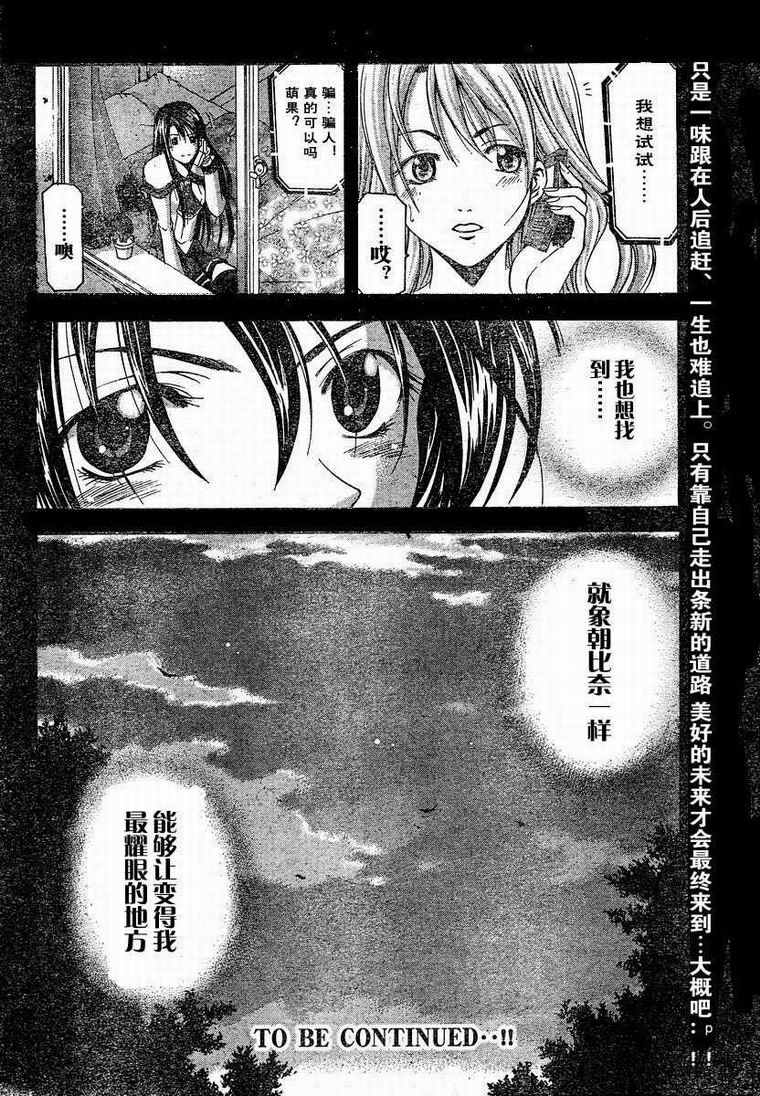 只是一味跟在人后追赶、一生也难追上。只有靠自己走出条新的道路 美好的未来才会最终来到…大概吧…!!
我想试试……
……哎?
骗…骗人!
真的可以吗
萌果?
……噢
我也想找
到……
就象朝比奈一样
能够让变得我
最耀眼的地方
TO BE CONTINUED‥!!